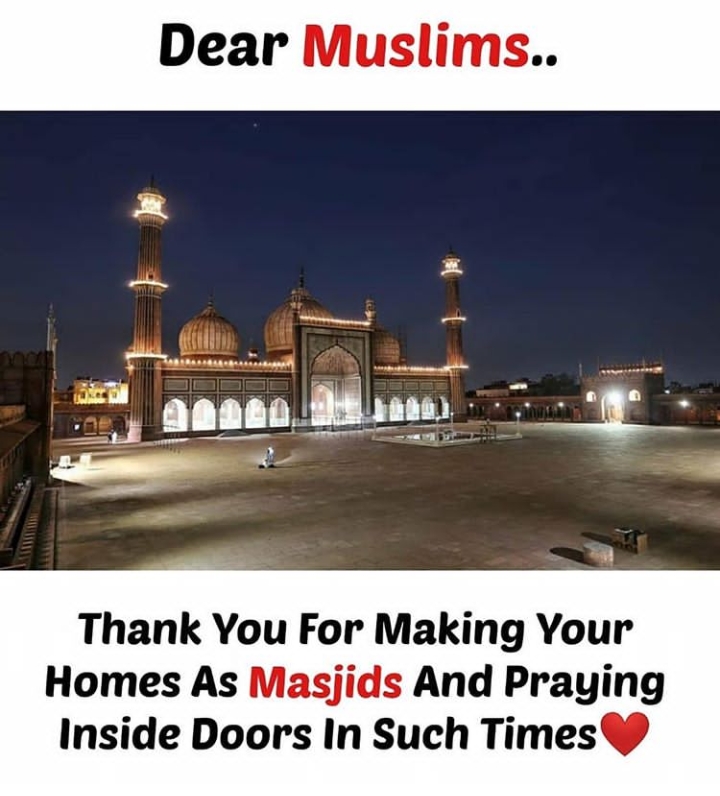 Dear Muslims..
Thank You For Making Your
Homes As Masjids And Praying
Inside Doors In Such Times❤️